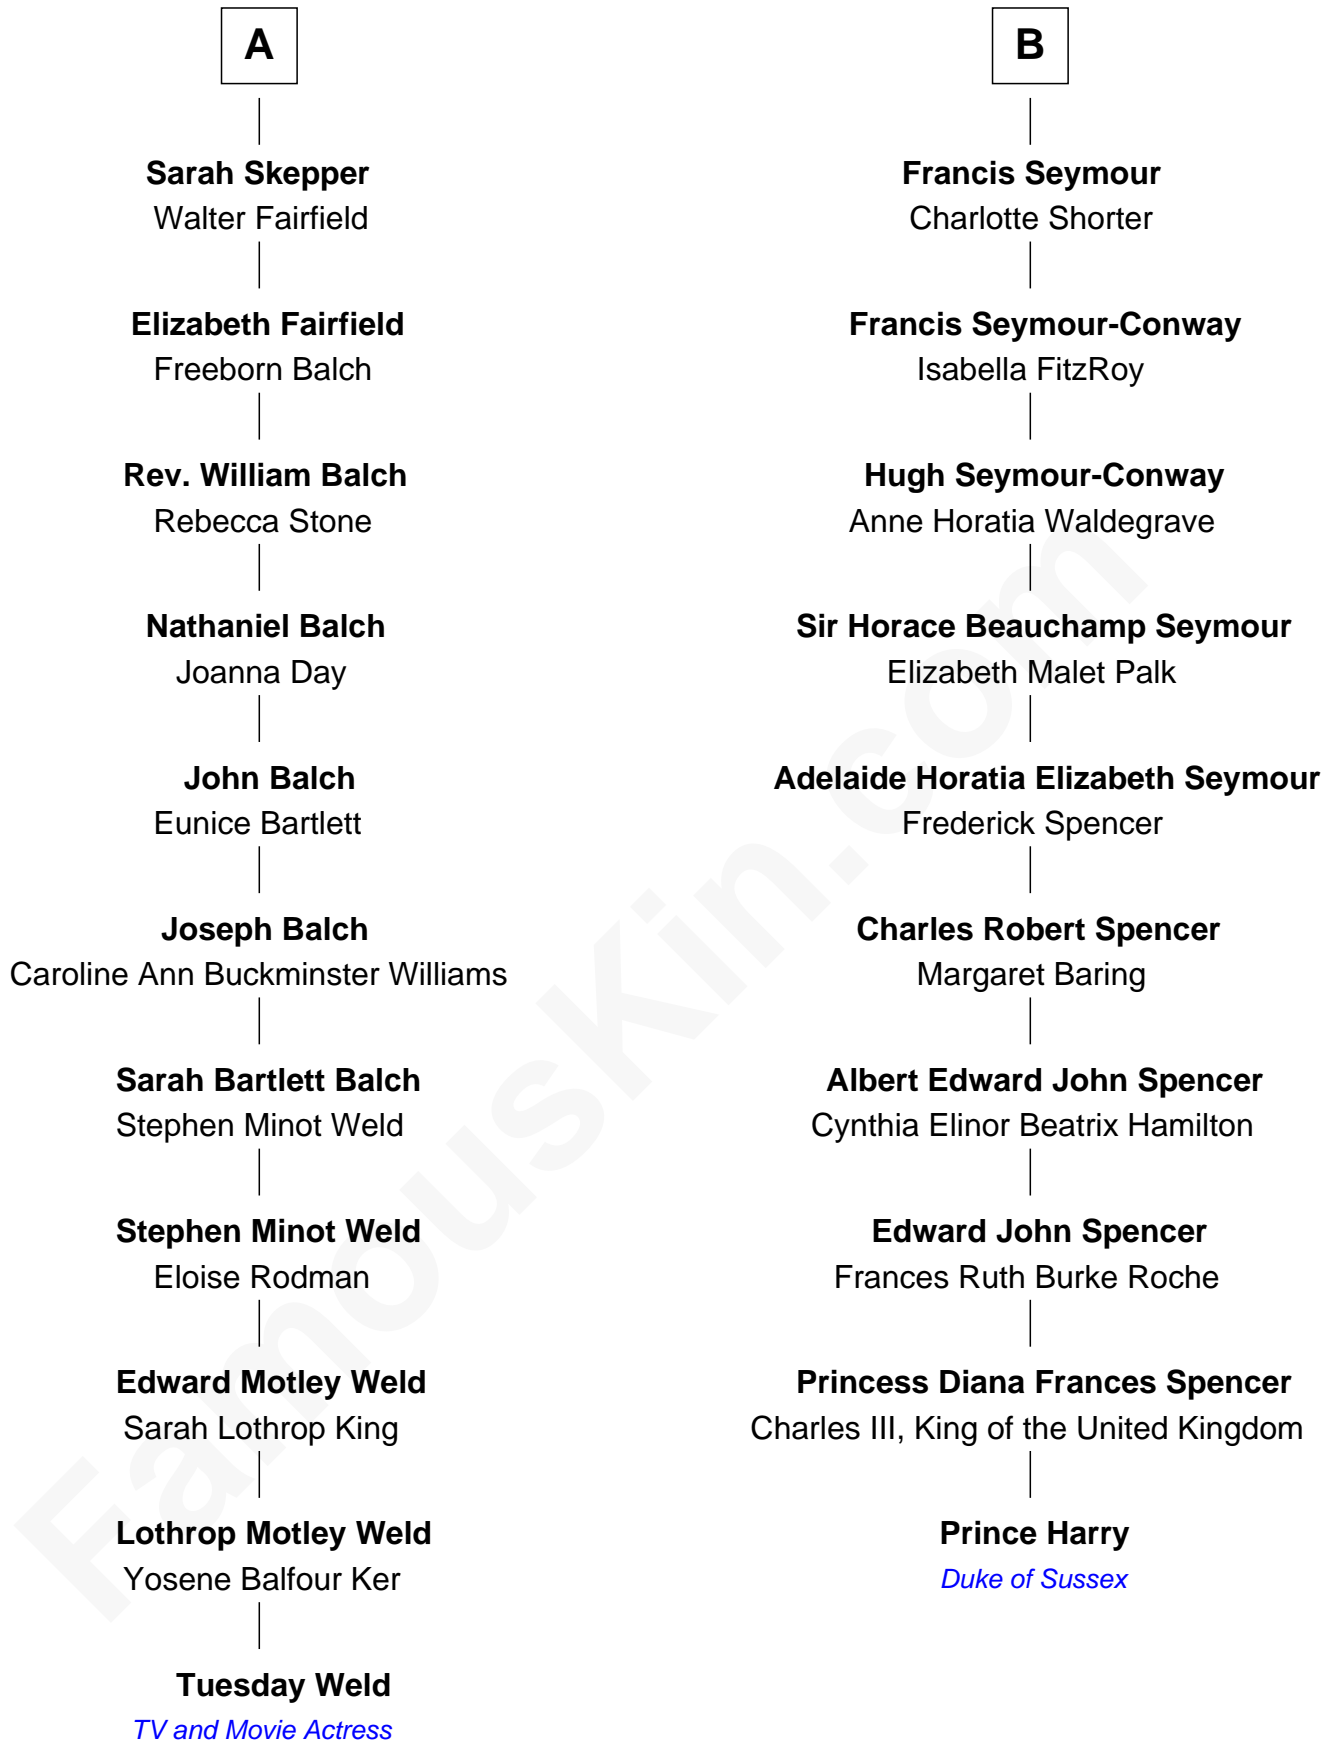 A
Sarah Skepper
Walter Fairfield
Elizabeth Fairfield
Freeborn Balch
Rev. William Balch
Rebecca Stone
Nathaniel Balch
Joanna Day
John Balch
Eunice Bartlett
Joseph Balch
Caroline Ann Buckminster Williams
Sarah Bartlett Balch
Stephen Minot Weld
Stephen Minot Weld
Eloise Rodman
Edward Motley Weld
Sarah Lothrop King
Lothrop Motley Weld
Yosene Balfour Ker
Tuesday Weld
TV and Movie Actress
B
Francis Seymour
Charlotte Shorter
Francis Seymour-Conway
Isabella FitzRoy
Hugh Seymour-Conway
Anne Horatia Waldegrave
Sir Horace Beauchamp Seymour
Elizabeth Malet Palk
Adelaide Horatia Elizabeth Seymour
Frederick Spencer
Charles Robert Spencer
Margaret Baring
Albert Edward John Spencer
Cynthia Elinor Beatrix Hamilton
Edward John Spencer
Frances Ruth Burke Roche
Princess Diana Frances Spencer
Charles III, King of the United Kingdom
Prince Harry
Duke of Sussex
FamousKin.com